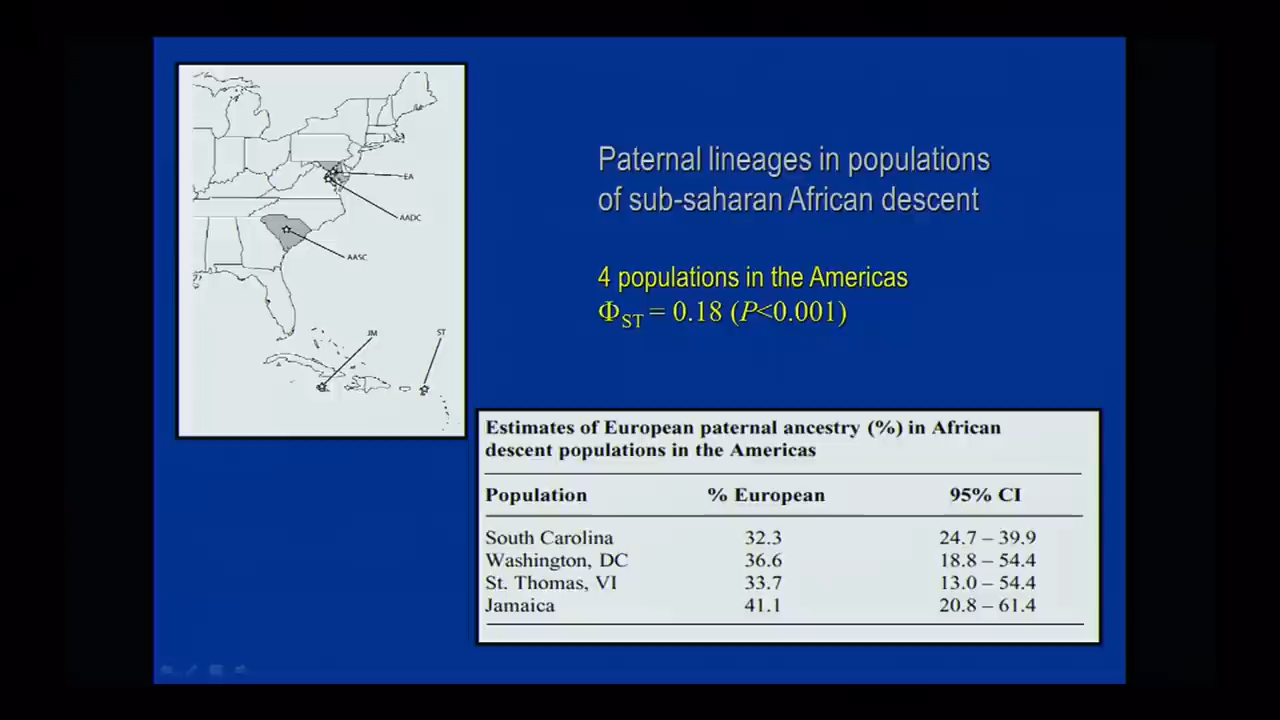 EA
AADC
AASC
JM
ST
Paternal lineages in populations
of sub-saharan African descent
4 populations in the Americas
ΦST = 0.18 (P<0.001)
Estimates of European paternal ancestry (%) in African
descent populations in the Americas
Population % European 95% CI
South Carolina 32.3 24.7 – 39.9
Washington, DC 36.6 18.8 – 54.4
St. Thomas, VI 33.7 13.0 – 54.4
Jamaica 41.1 20.8 – 61.4